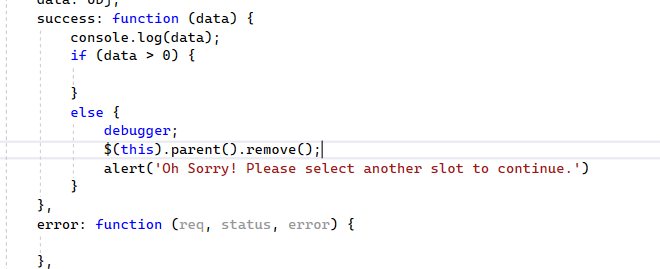 data: obj,
success: function (data) {
console.log(data);
if (data > 0) {
}
else {
debugger;
$(this).parent().remove();
alert('Oh Sorry! Please select another slot to continue.')
}
},
error: function (req, status, error) {
},